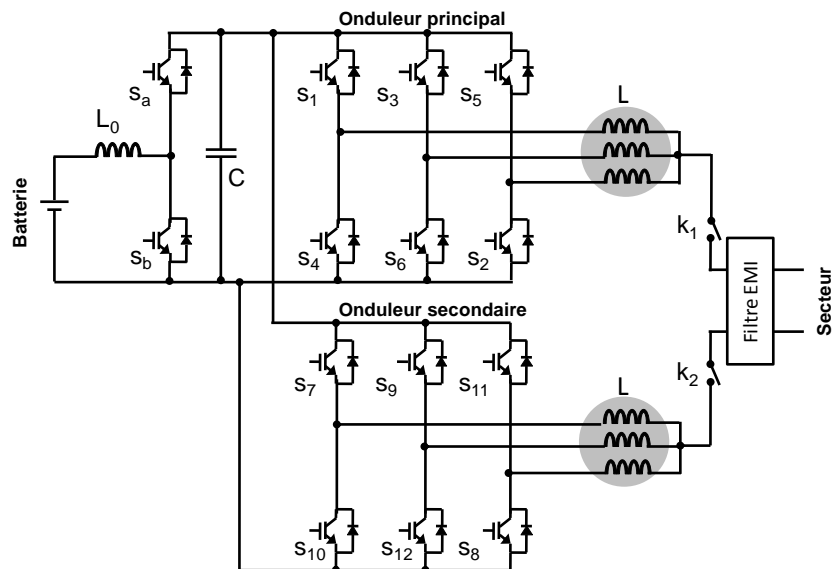 Onduleur principal
Sa
S1
S3
S5
L
L0
C
Batterie
k1
Sb
S4
S6
S2
Filtre EMI
Secteur
Onduleur secondaire
S7
S9
S11
L
k2
S10
S12
S8